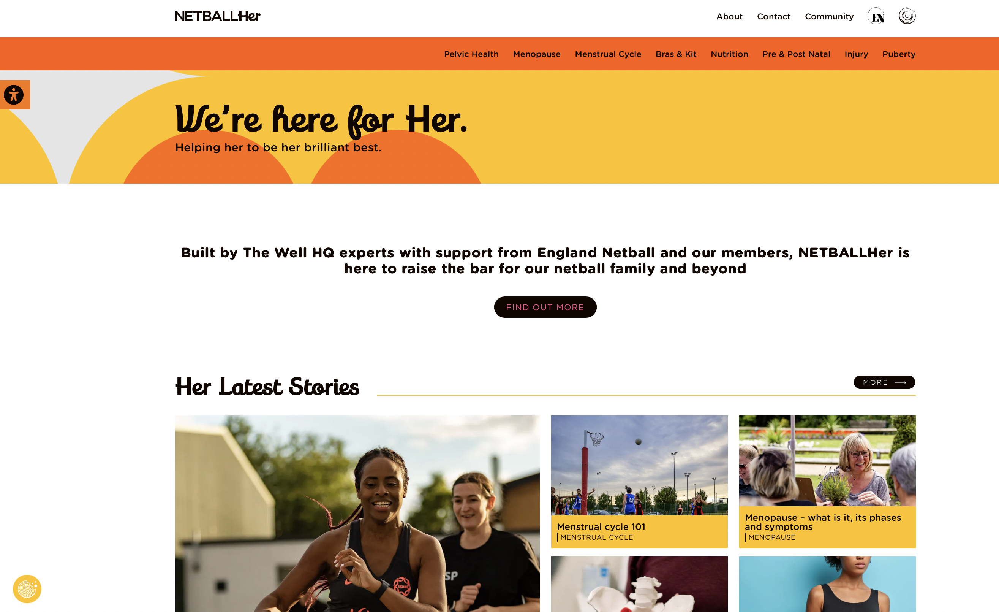 NETBALLHer
About Contact Community EN
Pelvic Health Menopause Menstrual Cycle Bras & Kit Nutrition Pre & Post Natal Injury Puberty
We’re here for Her.
Helping her to be her brilliant best.
Built by The Well HQ experts with support from England Netball and our members, NETBALLHer is
here to raise the bar for our netball family and beyond
FIND OUT MORE
Her Latest Stories
MORE
SP
ENGLAND
Menstrual cycle 101
MENSTRUAL CYCLE
Menopause – what is it, its phases
and symptoms
MENOPAUSE